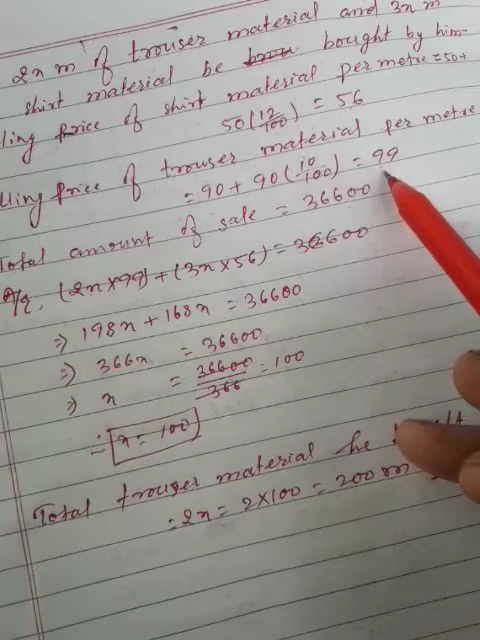 2x m of trouser material and 3x m
shirt material be bought by him-
lling price of shirt material per metre = 50+
50(12/100) = 56
lling price of trouser material per metre
= 90 + 90(10/100) = 99
Total amount of sale = 36600
A/q. (2x×99)+(3x×56)=36600
⇒ 198x + 168x = 36600
⇒ 366x = 36600
⇒ x = 36600/366 = 100
∴ x = 100
Total trouser material he
=2x = 2×100 = 200m